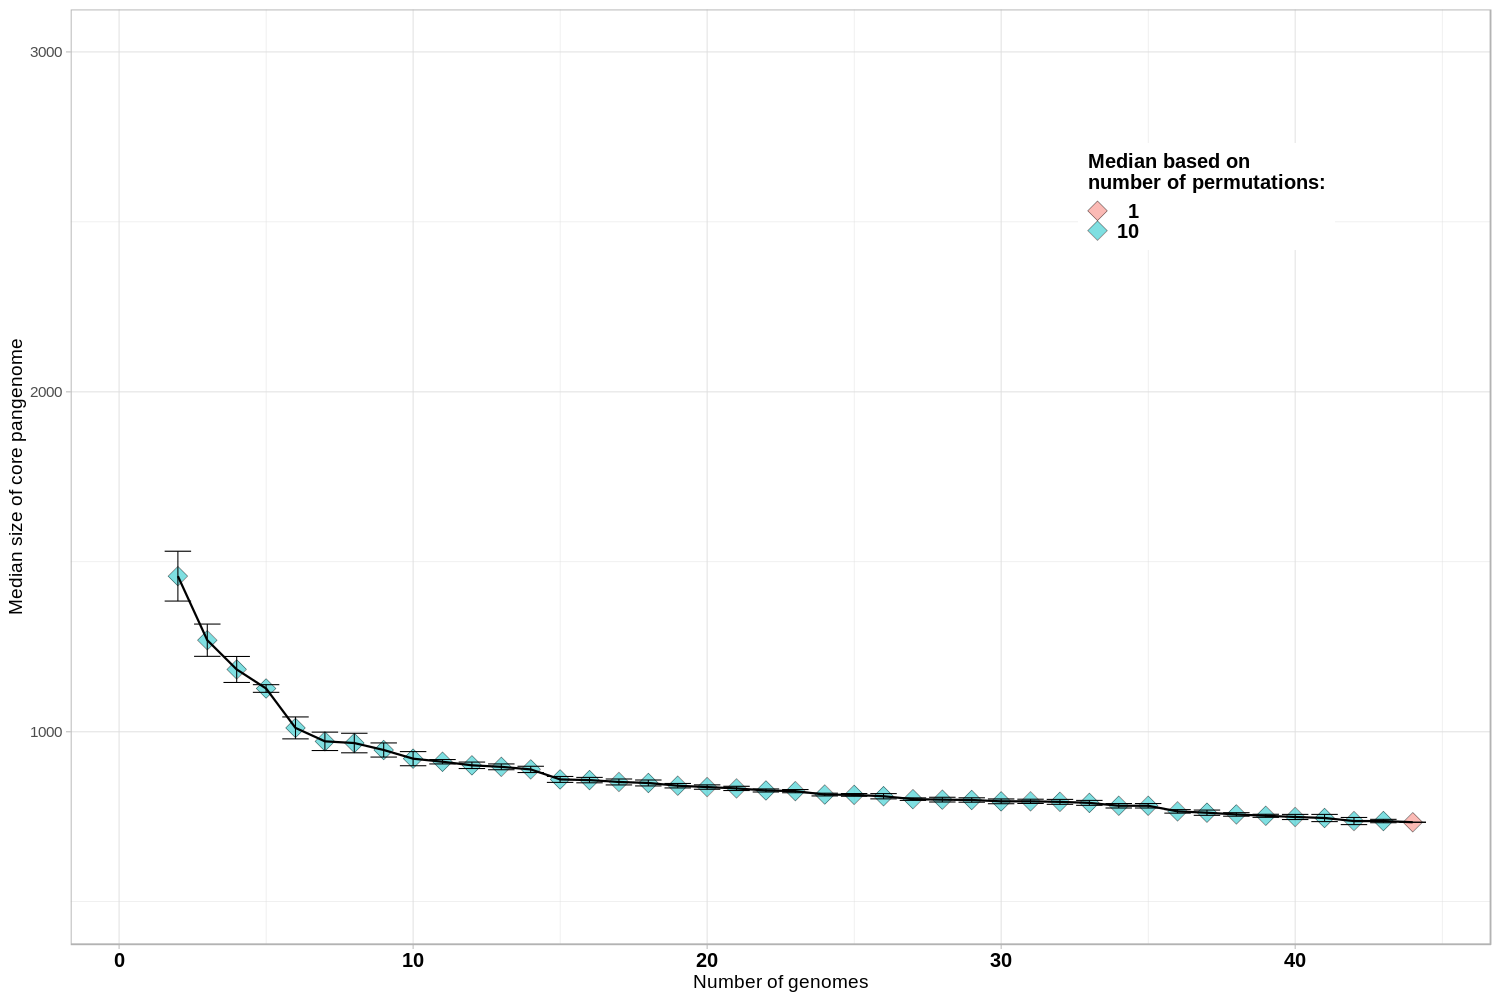 3000
2000
1000
Median size of core pangenome
Median based on
number of permutations:
1
10
0 10 20 30 40
Number of genomes